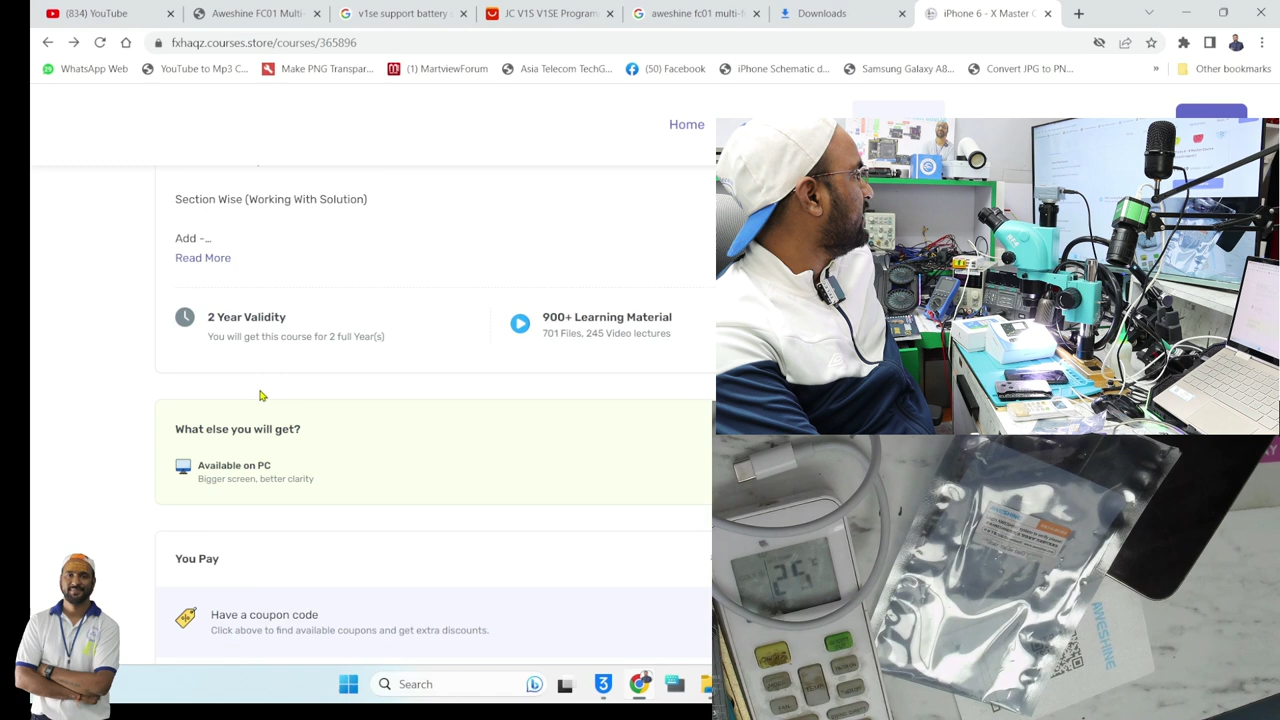 (834) YouTube
Aweshine FC01 Multi-
v1se support battery
JC V1S V1SE Program
aweshine fc01 multi-f
Downloads
iPhone 6 - X Master C
fxhaqz.courses.store/courses/365896
WhatsApp Web
YouTube to Mp3 C...
Make PNG Transpar...
(1) MartviewForum
Asia Telecom TechG...
(50) Facebook
iPhone Schematic d...
Samsung Galaxy A8...
Convert JPG to PN...
»
Other bookmarks
Home
Section Wise (Working With Solution)
Add -...
Read More
2 Year Validity
You will get this course for 2 full Year(s)
900+ Learning Material
701 Files, 245 Video lectures
What else you will get?
Available on PC
Bigger screen, better clarity
You Pay
Have a coupon code
Click above to find available coupons and get extra discounts.
Search
AWESHINE
AWESHINE